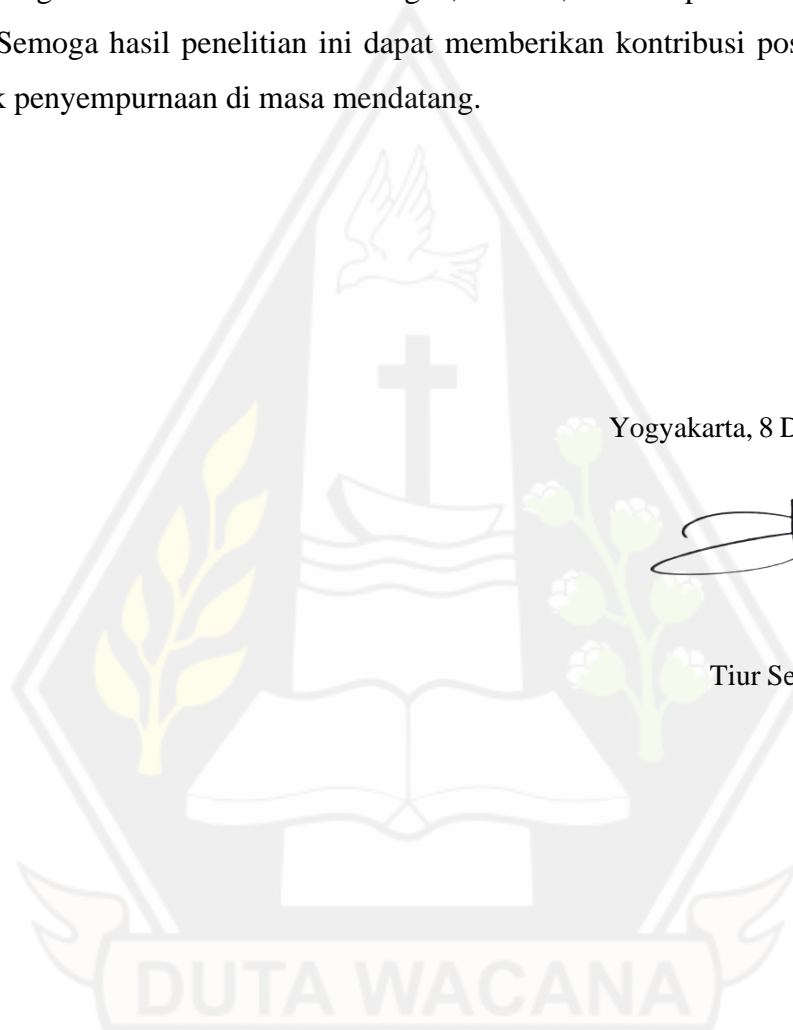 Semoga hasil penelitian ini dapat memberikan kontribusi pos
k penyempurnaan di masa mendatang.
Yogyakarta, 8 D
Tiur Se
DUTA WACANA